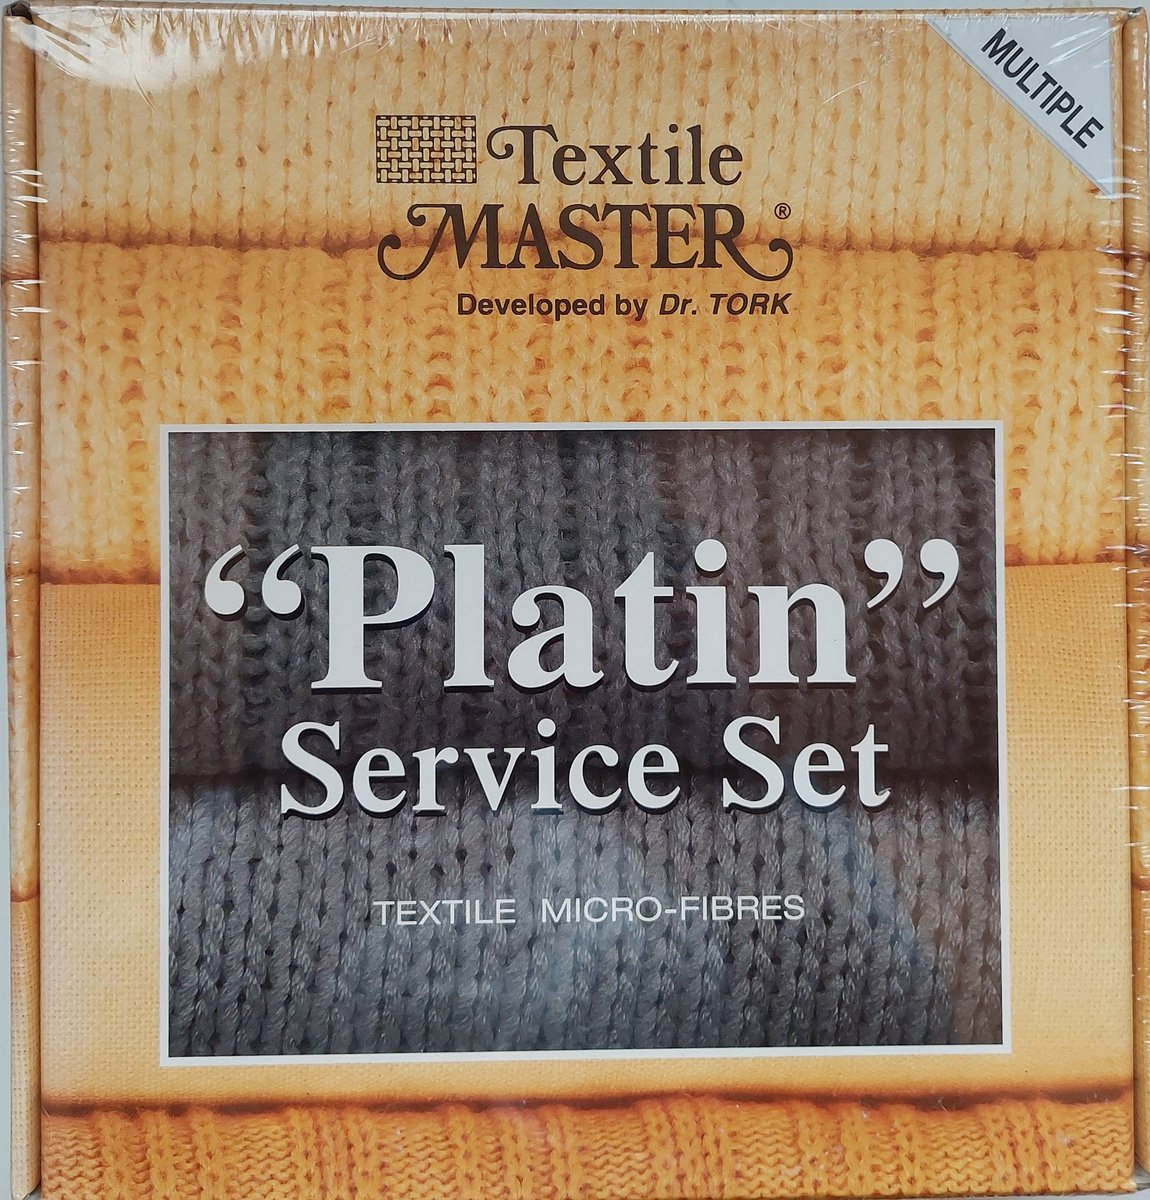 MULTIPLE
Textile
MASTER®
Developed by Dr. TORK
“Platin”
Service Set
TEXTILE MICRO-FIBRES